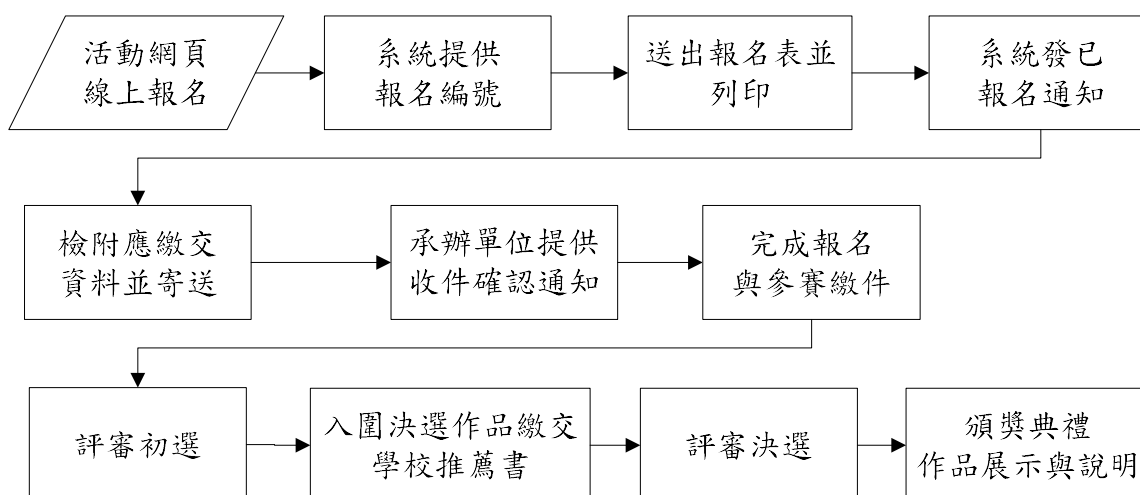 活動網頁
線上報名
系統提供
報名編號
送出報名表並
列印
系統發已
報名通知
檢附應繳交
資料並寄送
承辦單位提供
收件確認通知
完成報名
與參賽繳件
評審初選
入圍決選作品繳交
學校推薦書
評審決選
頒獎典禮
作品展示與說明